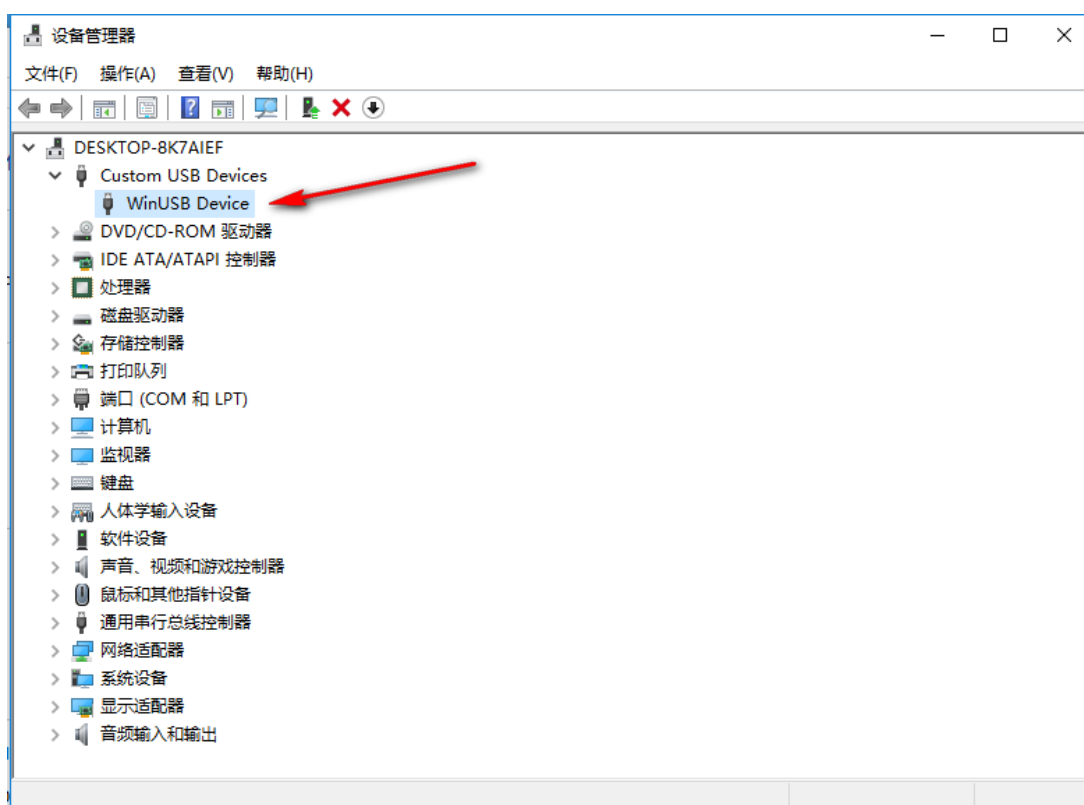 设备管理器
文件(F) 操作(A) 查看(V) 帮助(H)
DESKTOP-8K7AIEF
Custom USB Devices
WinUSB Device
DVD/CD-ROM 驱动器
IDE ATA/ATAPI 控制器
处理器
磁盘驱动器
存储控制器
打印队列
端口 (COM 和 LPT)
计算机
监视器
键盘
人体学输入设备
软件设备
声音、视频和游戏控制器
鼠标和其他指针设备
通用串行总线控制器
网络适配器
系统设备
显示适配器
音频输入和输出